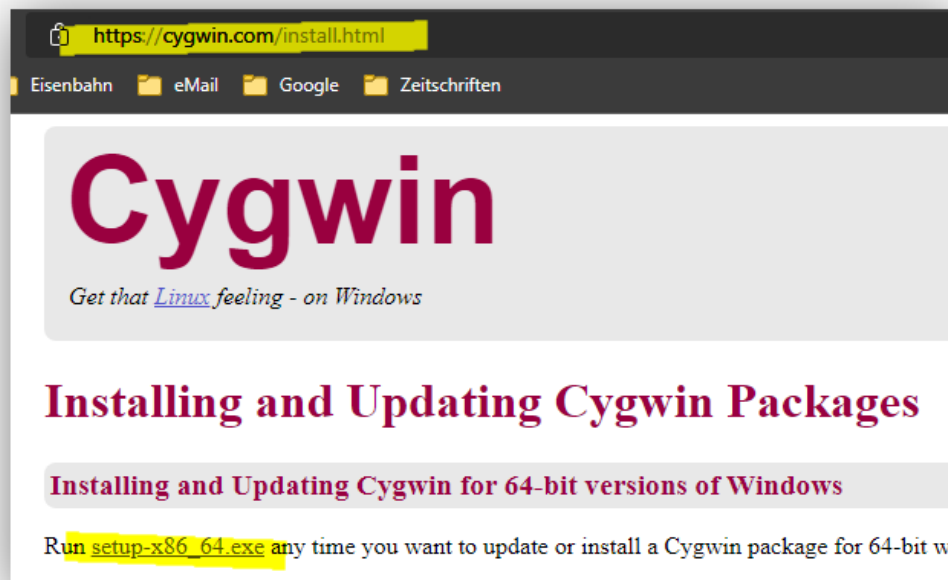 https://cygwin.com/install.html
Eisenbahn eMail Google Zeitschriften
Cygwin
Get that Linux feeling - on Windows
Installing and Updating Cygwin Packages
Installing and Updating Cygwin for 64-bit versions of Windows
Run setup-x86_64.exe any time you want to update or install a Cygwin package for 64-bit